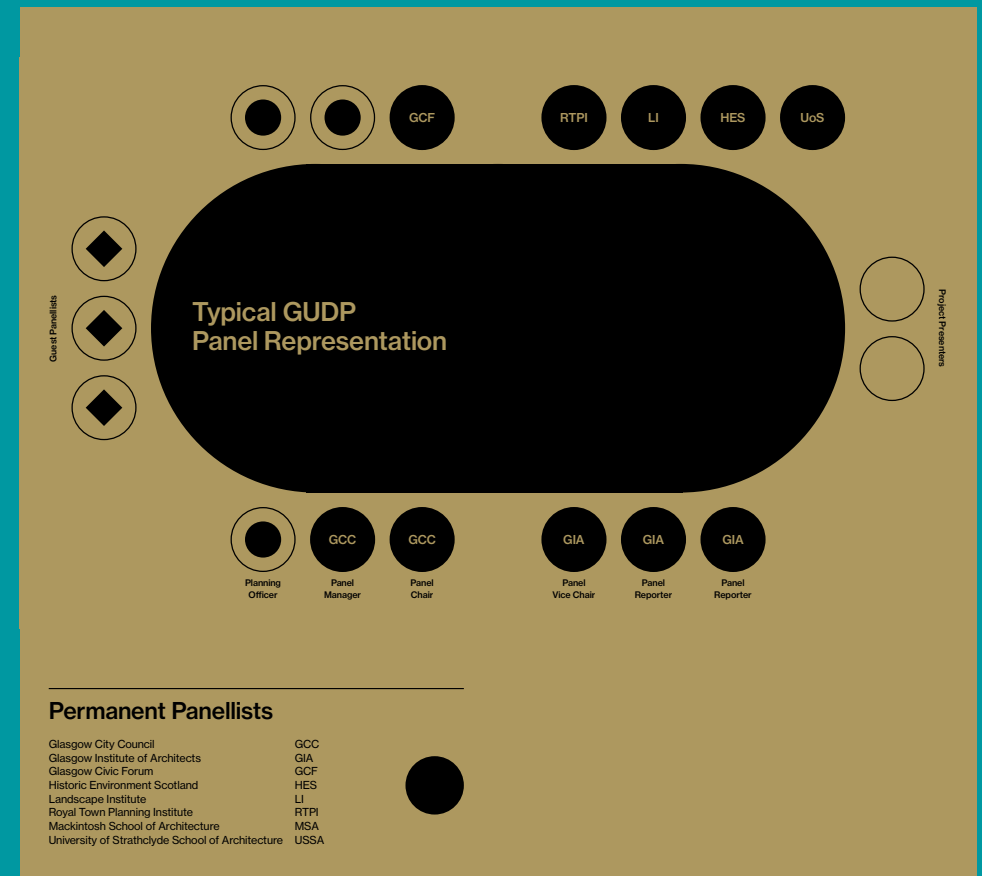 GCF
RTPI
LI
HES
UoS
Guest Panellists
Typical GUDP
Panel Representation
Project Presenters
GCC
GCC
GIA
GIA
GIA
Planning
Officer
Panel
Manager
Panel
Chair
Panel
Vice Chair
Panel
Reporter
Panel
Reporter
Permanent Panellists
Glasgow City Council GCC
Glasgow Institute of Architects GIA
Glasgow Civic Forum GCF
Historic Environment Scotland HES
Landscape Institute LI
Royal Town Planning Institute RTPI
Mackintosh School of Architecture MSA
University of Strathclyde School of Architecture USSA